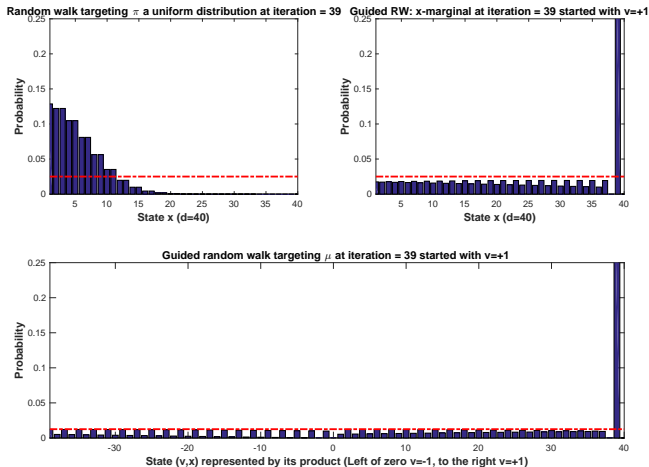 Random walk targeting π a uniform distribution at iteration = 39
Guided RW: x-marginal at iteration = 39 started with v=+1
0.25
0.2
0.15
0.1
0.05
0
Probability
5 10 15 20 25 30 35 40
State x (d=40)
0.25
0.2
0.15
0.1
0.05
0
Probability
5 10 15 20 25 30 35 40
State x (d=40)
Guided random walk targeting μ at iteration = 39 started with v=+1
0.25
0.2
0.15
0.1
0.05
0
Probability
-30 -20 -10 0 10 20 30 40
State (v,x) represented by its product (Left of zero v=-1, to the right v=+1)